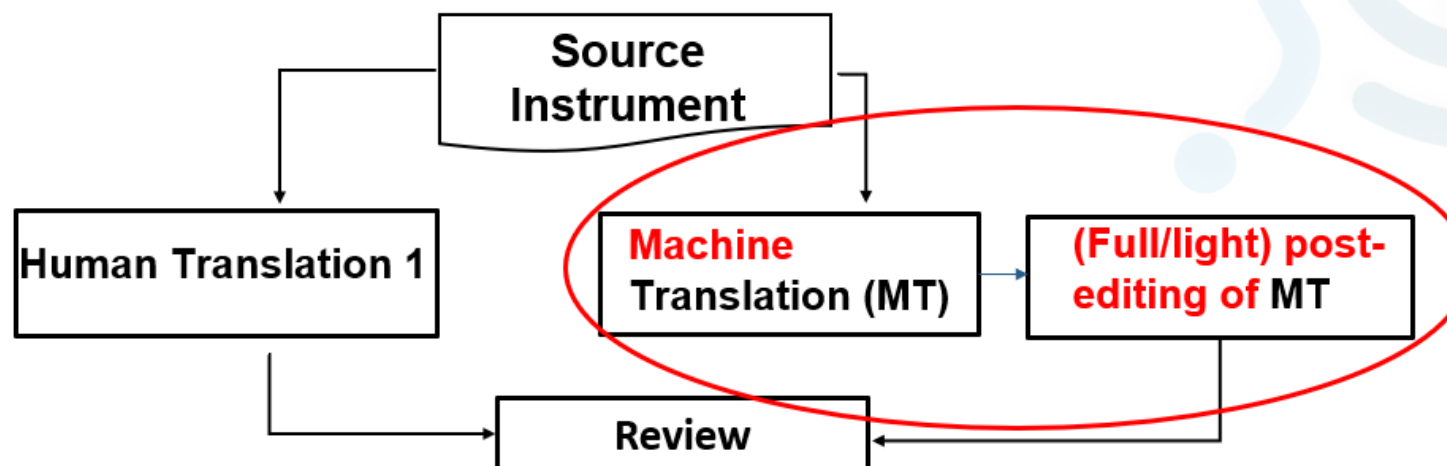 Source
Instrument
Human Translation 1
Machine
Translation (MT)
(Full/light) post-
editing of MT
Review